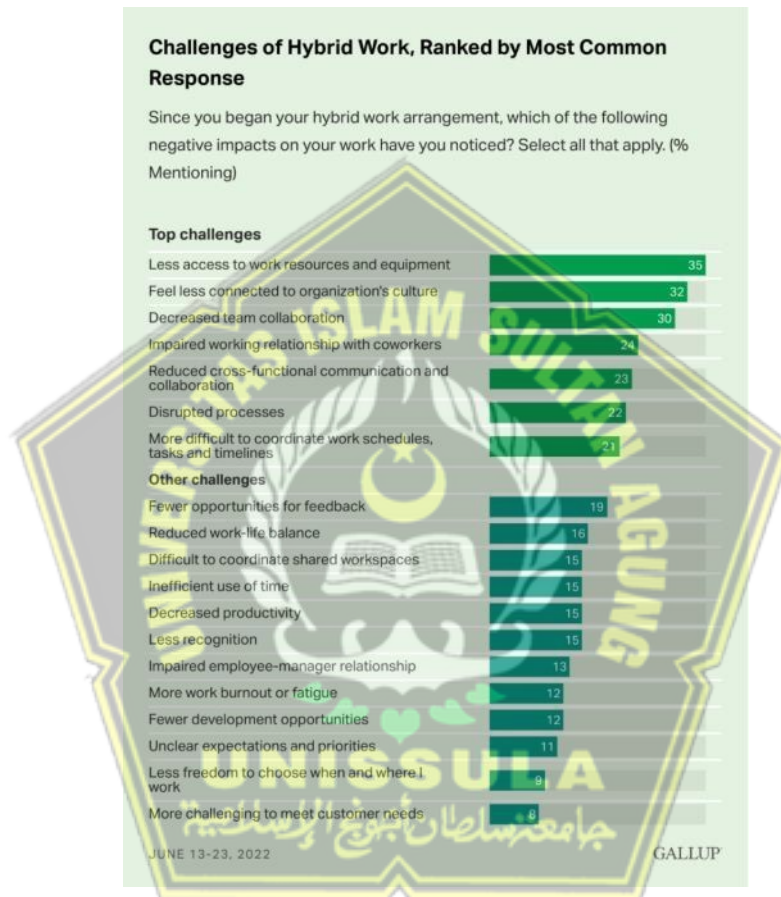 Challenges of Hybrid Work, Ranked by Most Common
Response
Since you began your hybrid work arrangement, which of the following
negative impacts on your work have you noticed? Select all that apply. (%
Mentioning)
Top challenges
Less access to work resources and equipment 35
Feel less connected to organization's culture 32
Decreased team collaboration 30
Impaired working relationship with coworkers 24
Reduced cross-functional communication and
collaboration 23
Disrupted processes 22
More difficult to coordinate work schedules,
tasks and timelines 21
Other challenges
Fewer opportunities for feedback 19
Reduced work-life balance 16
Difficult to coordinate shared workspaces 15
Inefficient use of time 15
Decreased productivity 15
Less recognition 15
Impaired employee-manager relationship 13
More work burnout or fatigue 12
Fewer development opportunities 12
Unclear expectations and priorities 11
Less freedom to choose when and where I
work 9
More challenging to meet customer needs
JUNE 13-23, 2022
GALLUP
UNIVERSITAS ISLAM SULTAN AGUNG
UNISSULA
جامعة سلطان أجونج الإسلامية